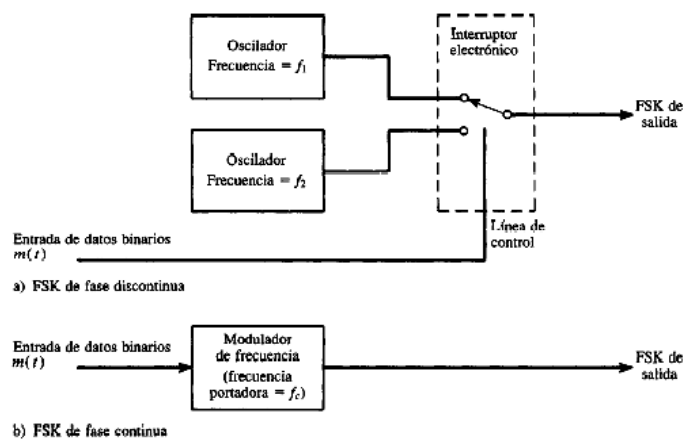 Oscilador
Frecuencia = f₁
Interruptor
electrónico
FSK de
salida
Oscilador
Frecuencia = f₂
Línea de
control
Entrada de datos binarios
m(t)
a) FSK de fase discontinua
Entrada de datos binarios
m(t)
Modulador
de frecuencia
(frecuencia
portadora = f꜀)
FSK de
salida
b) FSK de fase continua